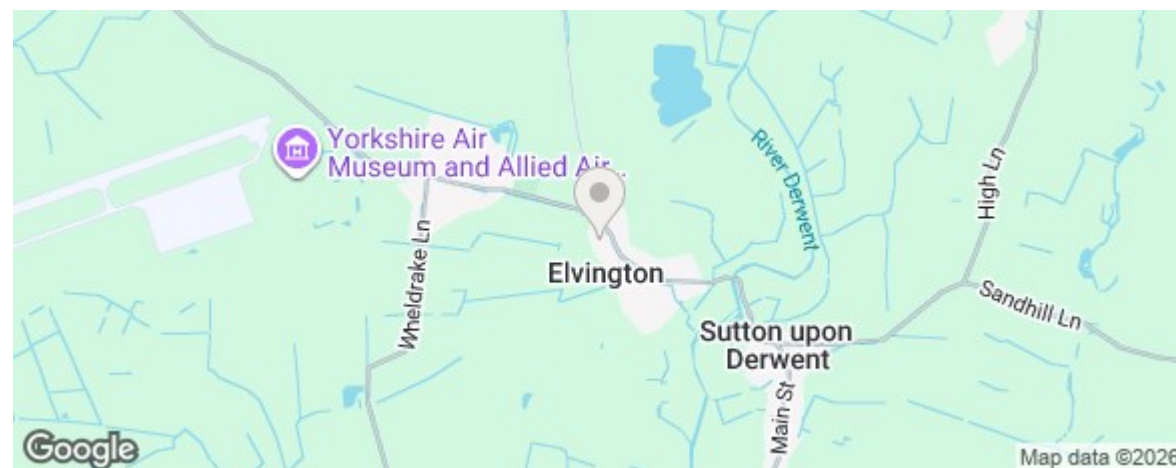 Yorkshire Air
Museum and Allied Air...
River Derwent
High Ln
Wheldrake Ln
Elvington
Sandhill Ln
Sutton upon
Derwent
Main St
Google
Map data ©2026